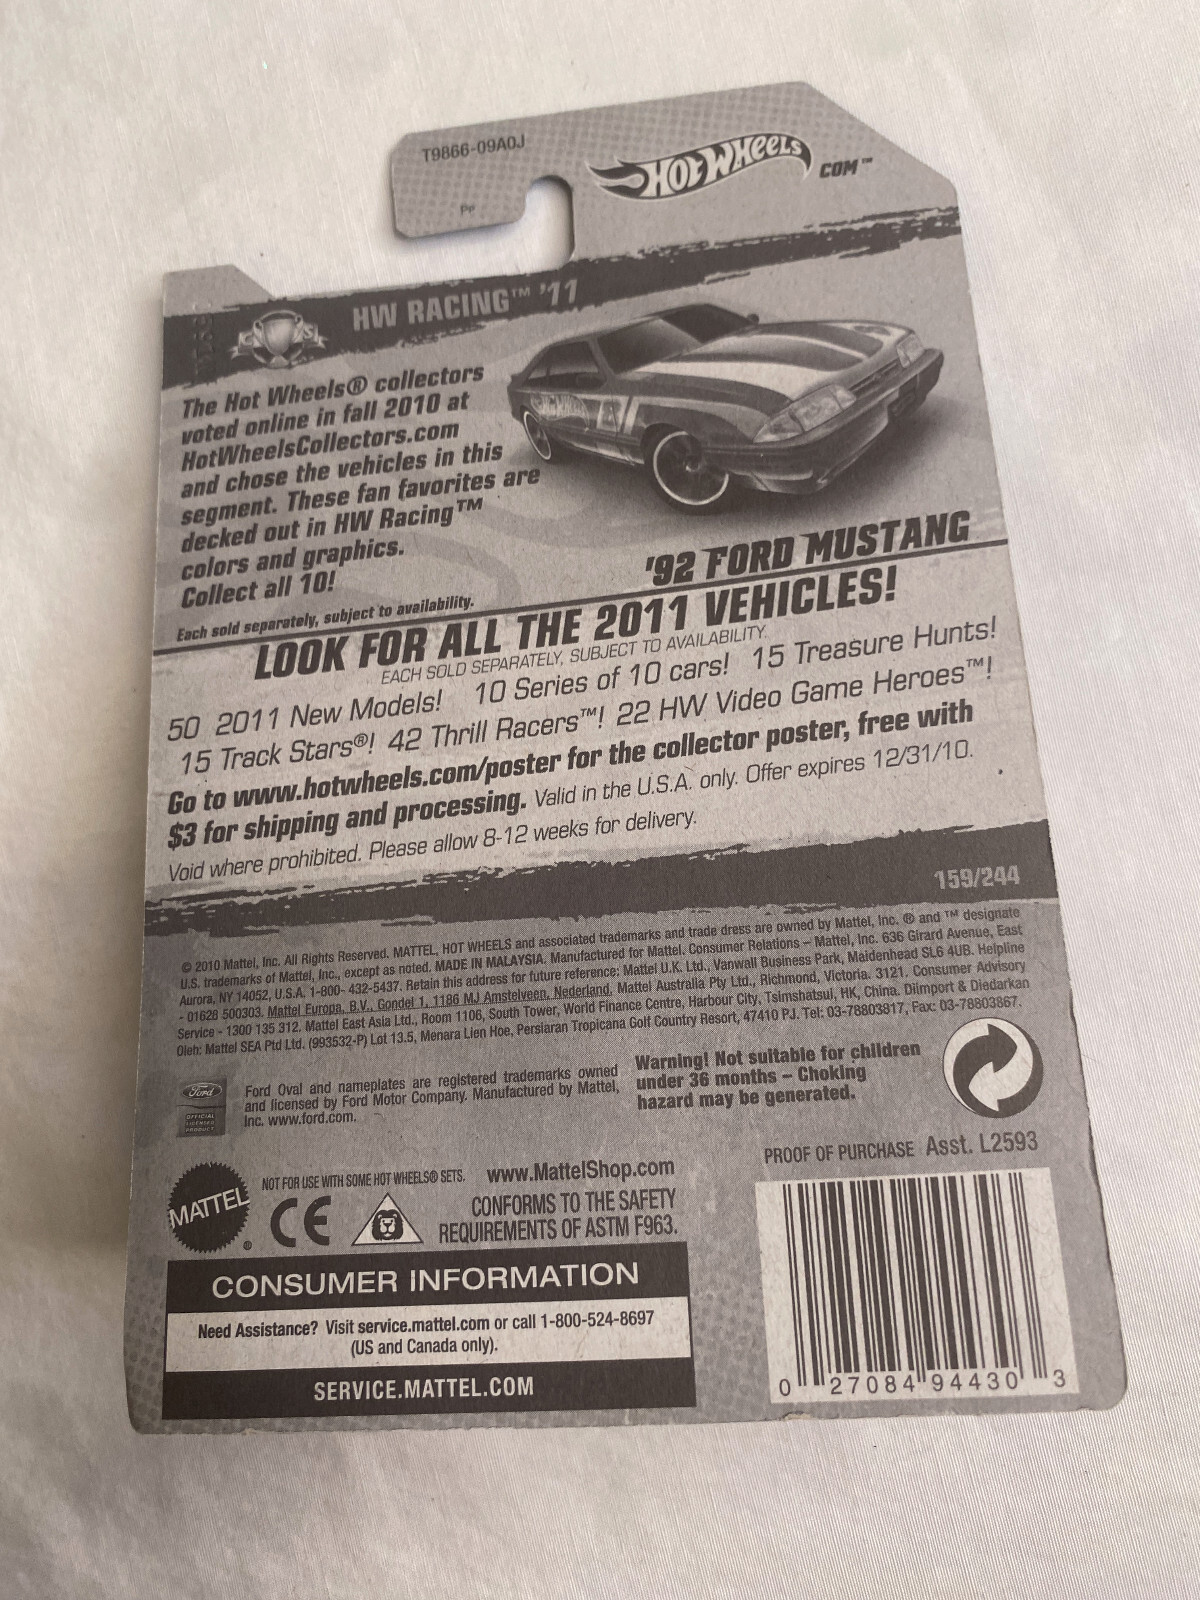 T9866-09A0J
HOT WHEELS
COM™
HW RACING™ '11
The Hot Wheels® collectors
voted online in fall 2010 at
HotWheelsCollectors.com
and chose the vehicles in this
segment. These fan favorites are
decked out in HW Racing™
colors and graphics.
Collect all 10!
'92 FORD MUSTANG
Each sold separately, subject to availability.
LOOK FOR ALL THE 2011 VEHICLES!
EACH SOLD SEPARATELY, SUBJECT TO AVAILABILITY.
50 2011 New Models! 10 Series of 10 cars! 15 Treasure Hunts!
15 Track Stars®! 42 Thrill Racers™! 22 HW Video Game Heroes™!
Go to www.hotwheels.com/poster for the collector poster, free with
$3 for shipping and processing. Valid in the U.S.A. only. Offer expires 12/31/10.
Void where prohibited. Please allow 8-12 weeks for delivery.
159/244
© 2010 Mattel, Inc. All Rights Reserved. MATTEL, HOT WHEELS and associated trademarks and trade dress are owned by Mattel, Inc. ® and ™ designate
U.S. trademarks of Mattel, Inc., except as noted. MADE IN MALAYSIA. Manufactured for Mattel. Consumer Relations – Mattel, Inc. 636 Girard Avenue, East
Aurora, NY 14052, U.S.A. 1-800- 432-5437. Retain this address for future reference: Mattel U.K. Ltd., Vanwall Business Park, Maidenhead SL6 4UB. Helpline
- 01628 500303. Mattel Europa, B.V., Gondel 1, 1186 MJ Amstelveen, Nederland. Mattel Australia Pty Ltd., Richmond, Victoria. 3121. Consumer Advisory
Service - 1300 135 312. Mattel East Asia Ltd., Room 1106, South Tower, World Finance Centre, Harbour City, Tsimshatsui, HK, China. Diimport & Diedarkan
Oleh: Mattel SEA Ptd Ltd. (993532-P) Lot 13.5, Menara Lien Hoe, Persiaran Tropicana Golf Country Resort, 47410 PJ. Tel: 03-78803817, Fax: 03-78803867.
Ford
OFFICIAL
LICENSED
PRODUCT
Ford Oval and nameplates are registered trademarks owned
and licensed by Ford Motor Company. Manufactured by Mattel,
Inc. www.ford.com.
Warning! Not suitable for children
under 36 months – Choking
hazard may be generated.
PROOF OF PURCHASE Asst. L2593
MATTEL®
NOT FOR USE WITH SOME HOT WHEELS® SETS. www.MattelShop.com
CE
CONFORMS TO THE SAFETY
REQUIREMENTS OF ASTM F963.
CONSUMER INFORMATION
Need Assistance? Visit service.mattel.com or call 1-800-524-8697
(US and Canada only).
SERVICE.MATTEL.COM
0 27084 94430 3